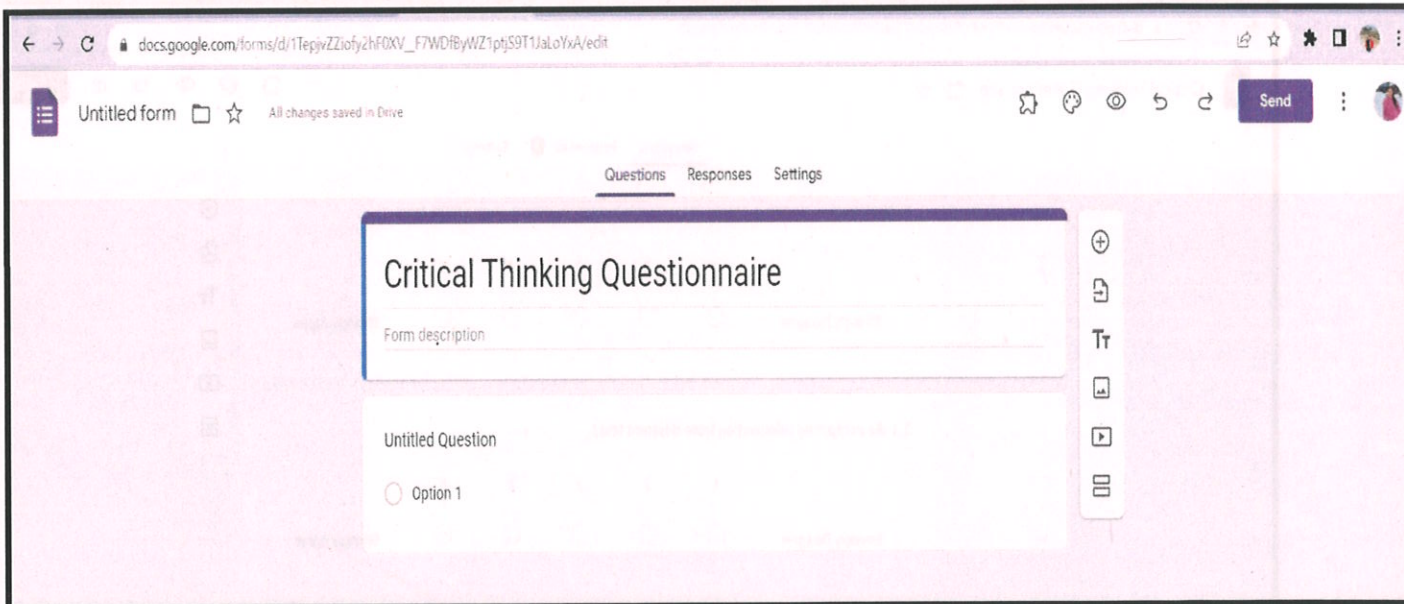 docs.google.com/forms/d/1TepjvZZiofy2hF0XV_F7WDfByWZ1ptjS9T1JaLoYxA/edit
Untitled form All changes saved in Drive Send
Questions Responses Settings
Critical Thinking Questionnaire
Form description
Tт
Untitled Question
Option 1